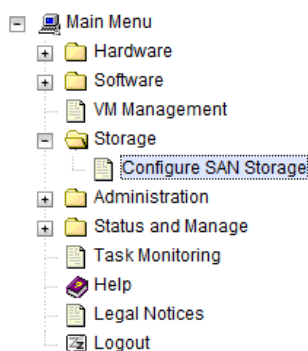 Main Menu
Hardware
Software
VM Management
Storage
Configure SAN Storage
Administration
Status and Manage
Task Monitoring
Help
Legal Notices
Logout